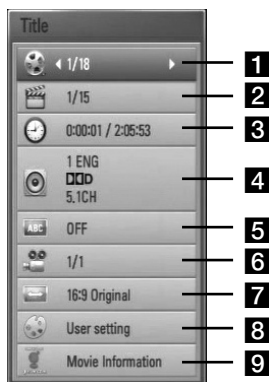 Title
1/18 1
1/15 2
0:00:01 / 2:05:53 3
1 ENG
D
5.1CH 4
ABC OFF 5
1/1 6
16:9 Original 7
User setting 8
Movie Information 9